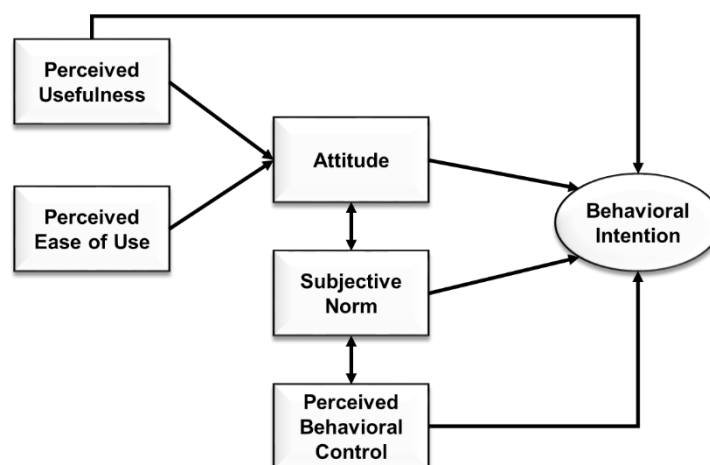 Perceived
Usefulness
Perceived
Ease of Use
Attitude
Subjective
Norm
Perceived
Behavioral
Control
Behavioral
Intention